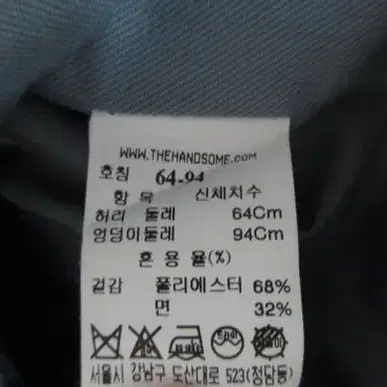 WWW.THEHANDSOME.COM
호칭 64-94
항 목 신체치수
허리 둘레 64Cm
엉덩이둘레 94Cm
혼 용 율(%)
겉감 폴리에스터 68%
면 32%
서울시 강남구 도산대로 523(청담동)